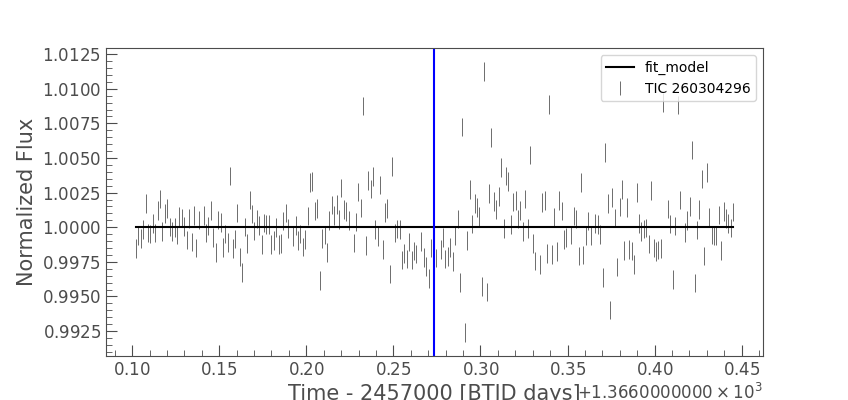 1.0125
1.0100
1.0075
1.0050
1.0025
1.0000
0.9975
0.9950
0.9925
Normalized Flux
fit_model
TIC 260304296
0.10 0.15 0.20 0.25 0.30 0.35 0.40 0.45
Time - 2457000 [BTJD days]
+1.3660000000 × 10³